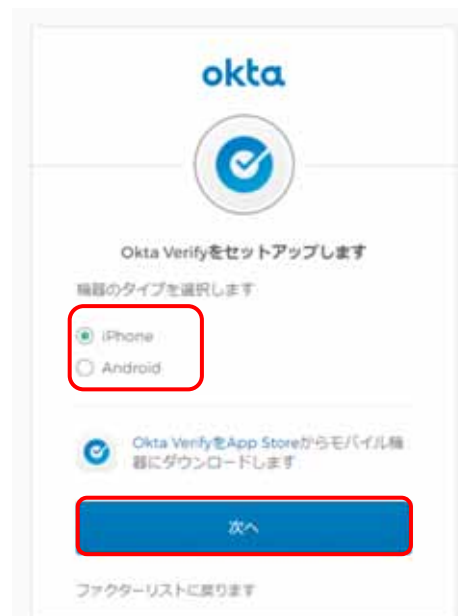 okta
Okta Verifyをセットアップします
機器のタイプを選択します
iPhone
Android
Okta VerifyをApp Storeからモバイル機
器にダウンロードします
次へ
ファクターリストに戻ります